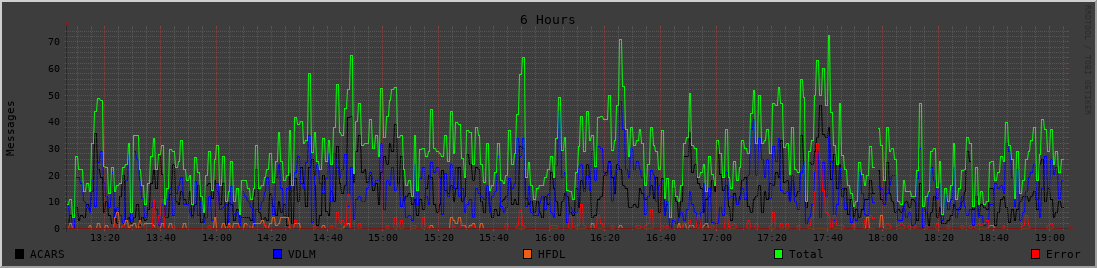 6 Hours
RRDTOOL / TOBI OETIKER
Messages
70
60
50
40
30
20
10
0
13:20 13:40 14:00 14:20 14:40 15:00 15:20 15:40 16:00 16:20 16:40 17:00 17:20 17:40 18:00 18:20 18:40 19:00
ACARS VDLM HFDL Total Error